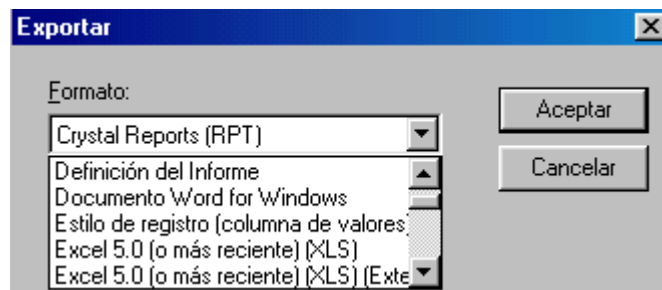 Exportar
Formato:
Crystal Reports (RPT)
Aceptar
Definición del Informe
Cancelar
Documento Word for Windows
Estilo de registro (columna de valores)
Excel 5.0 (o más reciente) (XLS)
Excel 5.0 (o más reciente) (XLS) (Exte